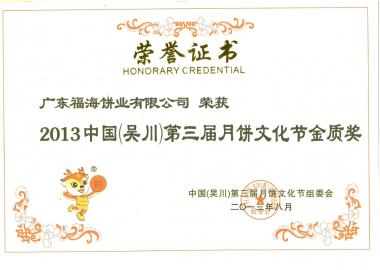 荣誉证书
HONORARY CREDENTIAL
广东福海饼业有限公司 荣获
2013中国(吴川)第三届月饼文化节金质奖
中国(吴川)第三届月饼文化节组委会
二〇一三年八月